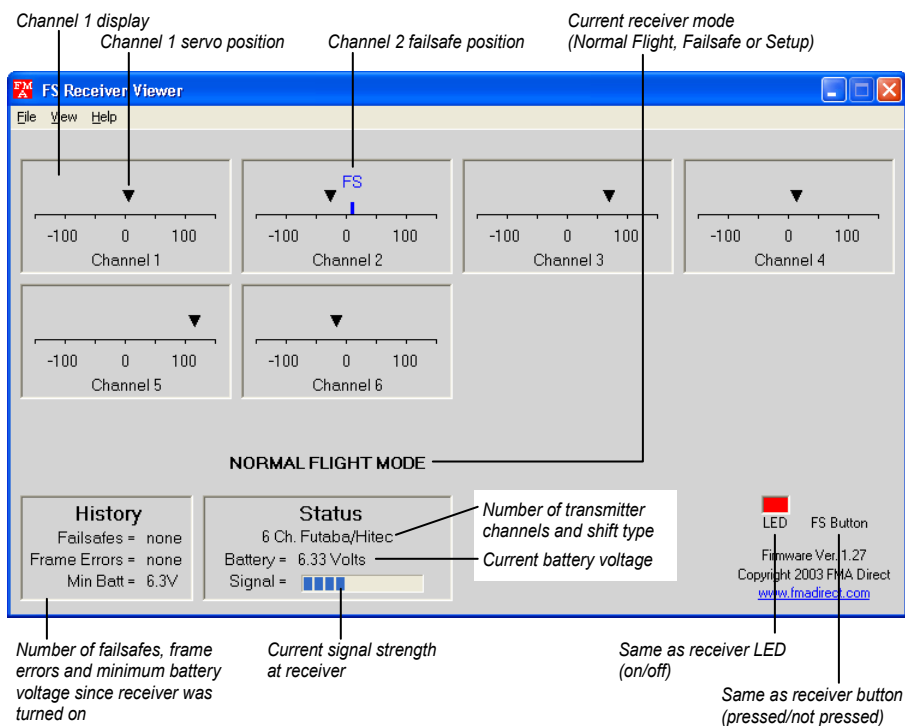 Channel 1 display
Channel 1 servo position
Channel 2 failsafe position
Current receiver mode
(Normal Flight, Failsafe or Setup)
FMA FS Receiver Viewer
File View Help
FS
-100 0 100
Channel 1
-100 0 100
Channel 2
-100 0 100
Channel 3
-100 0 100
Channel 4
-100 0 100
Channel 5
-100 0 100
Channel 6
NORMAL FLIGHT MODE
History
Failsafes = none
Frame Errors = none
Min Batt = 6.3V
Status
6 Ch. Futaba/Hitec
Battery = 6.33 Volts
Signal =
Number of transmitter
channels and shift type
Current battery voltage
LED FS Button
Firmware Ver. 1.27
Copyright 2003 FMA Direct
www.fmadirect.com
Number of failsafes, frame
errors and minimum battery
voltage since receiver was
turned on
Current signal strength
at receiver
Same as receiver LED
(on/off)
Same as receiver button
(pressed/not pressed)